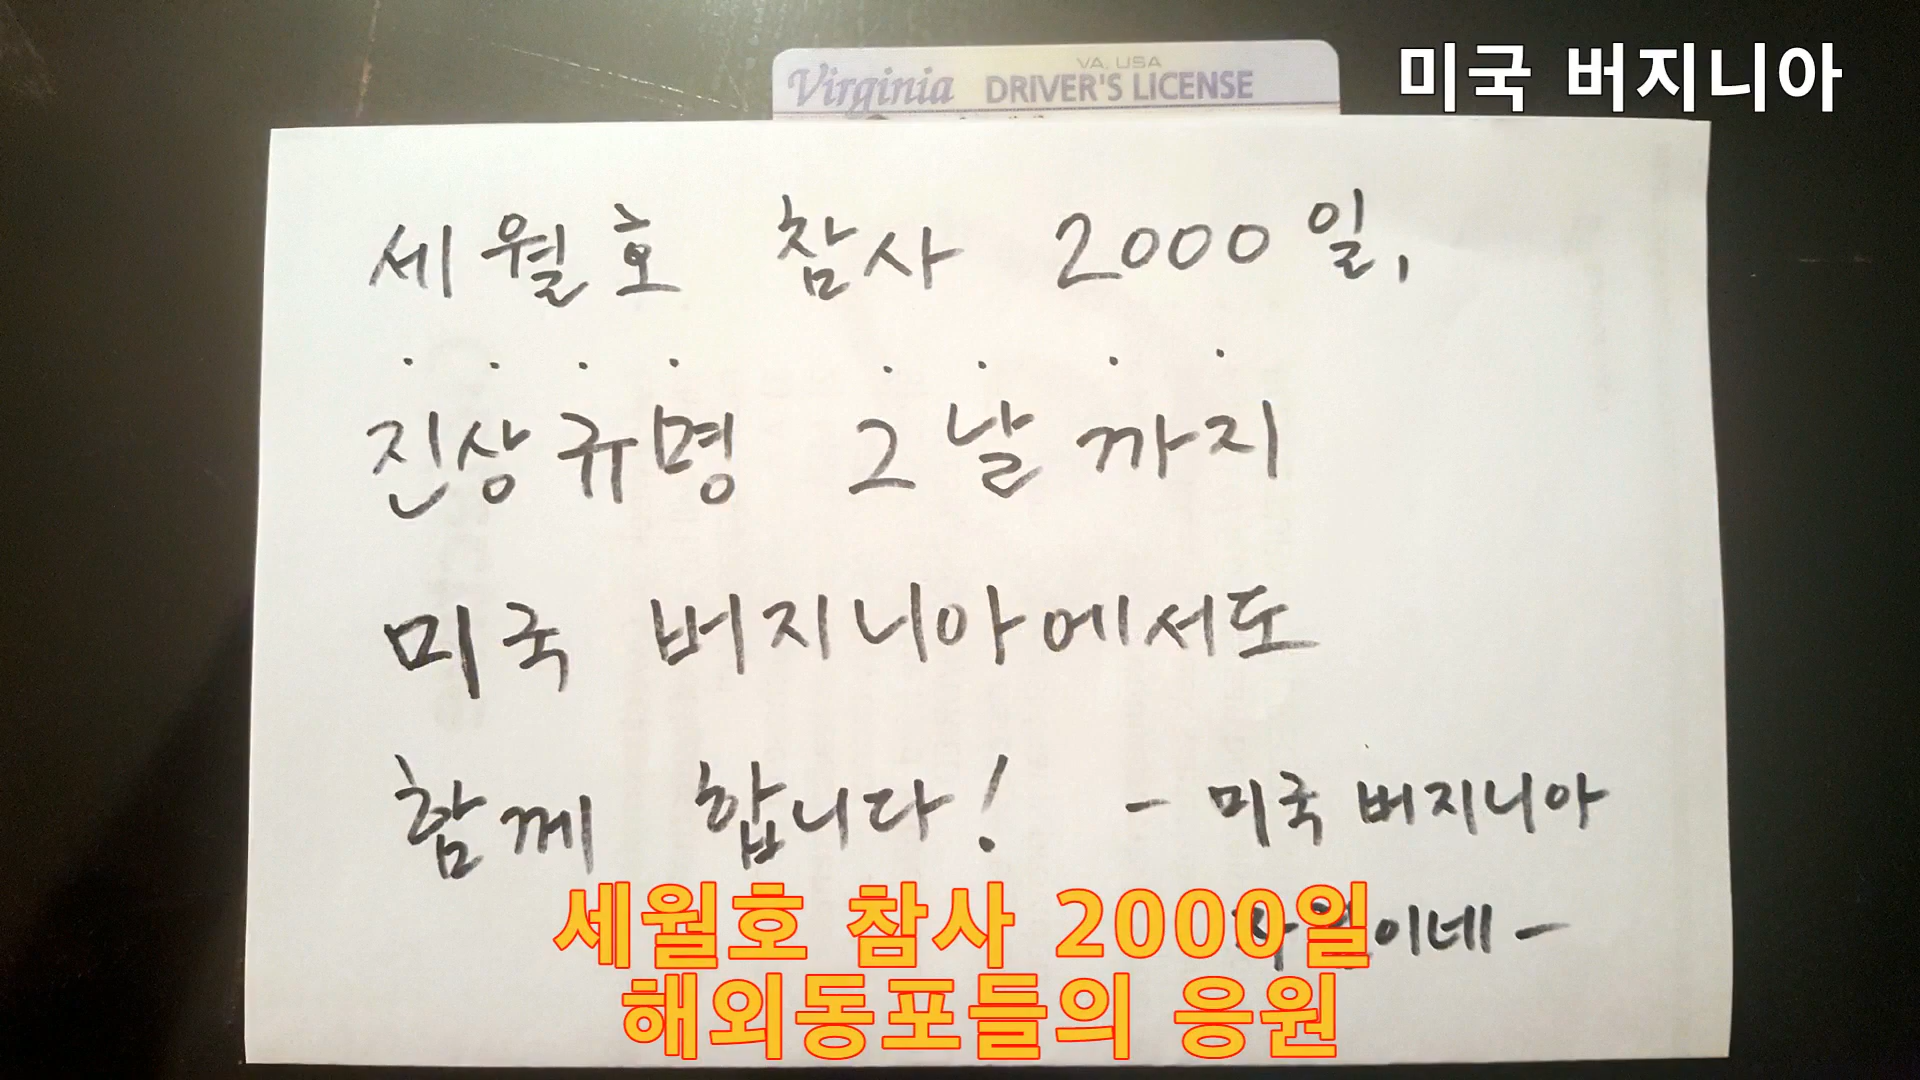 미국 버지니아
Virginia
VA, USA
DRIVER'S LICENSE
세월호 참사 2000일,
진상규명 그날까지
미국 버지니아에서도
함께 합니다! - 미국 버지니아
세월호 참사 2000일
해외동포들의 응원